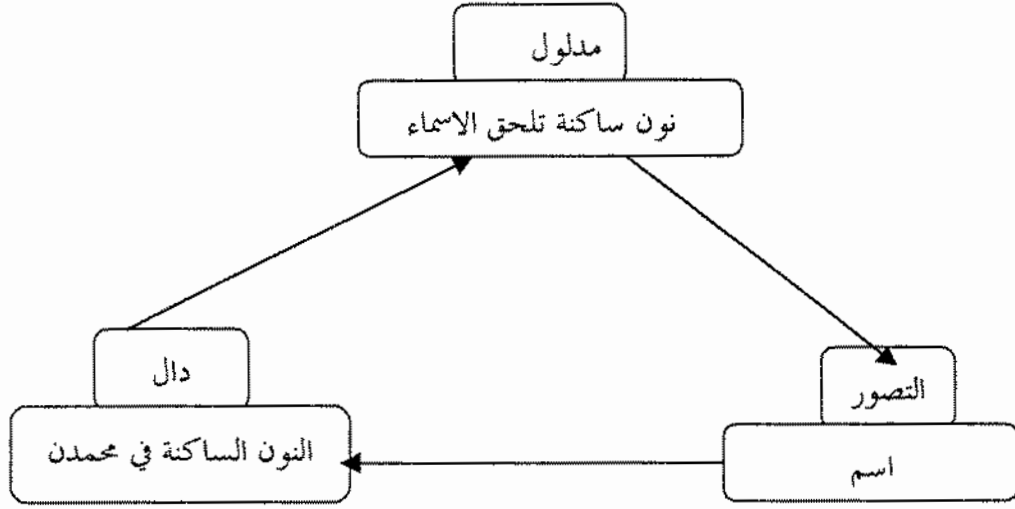 مدلول
نون ساكنة تلحق الاسماء
دال
التصور
النون الساكنة في محمدن
اسم